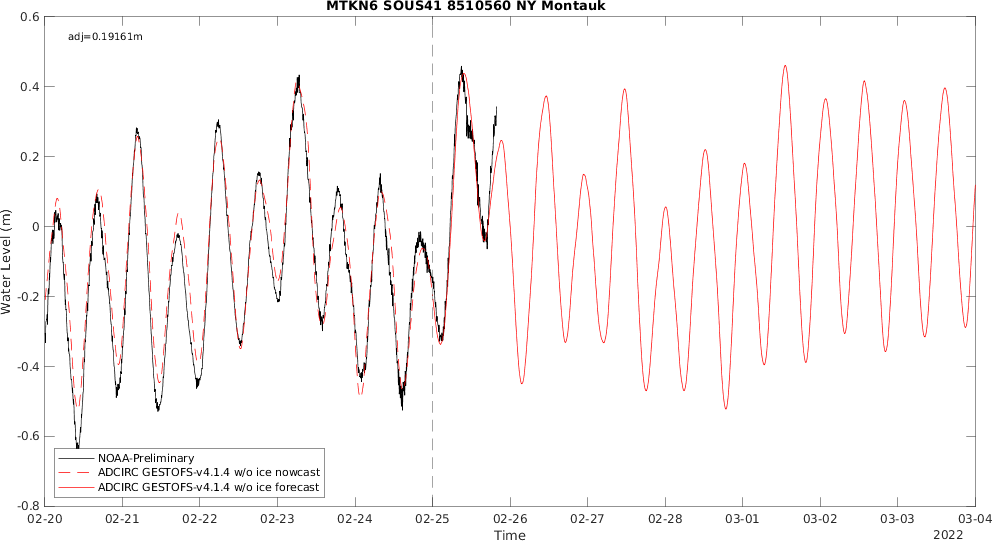 MTKN6 SOUS41 8510560 NY Montauk
0.6
adj=0.19161m
0.4
0.2
0
-0.2
-0.4
-0.6
-0.8
Water Level (m)
NOAA-Preliminary
ADCIRC GESTOFS-v4.1.4 w/o ice nowcast
ADCIRC GESTOFS-v4.1.4 w/o ice forecast
02-20 02-21 02-22 02-23 02-24 02-25 02-26 02-27 02-28 03-01 03-02 03-03 03-04
Time
2022